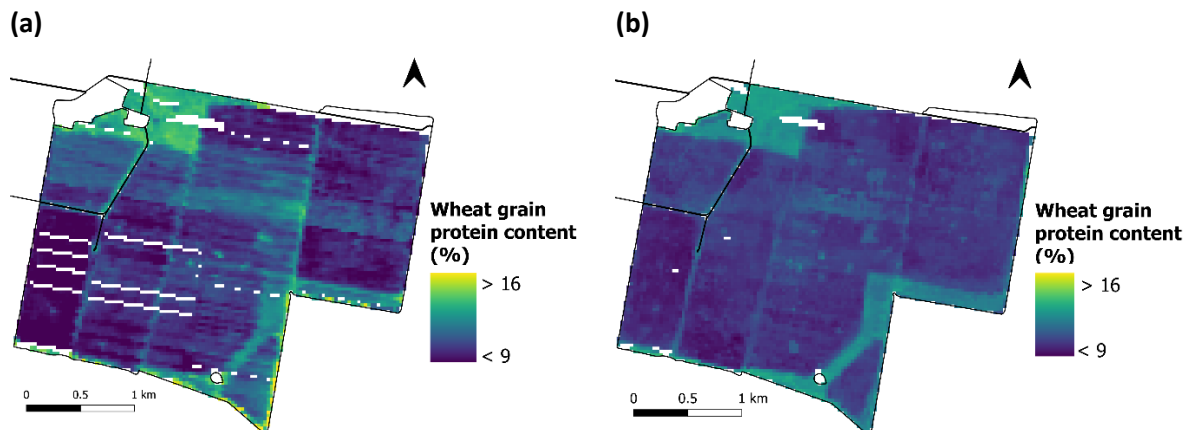 (a)
Wheat grain
protein content
(%)
> 16
< 9
0 0.5 1 km
(b)
Wheat grain
protein content
(%)
> 16
< 9
0 0.5 1 km